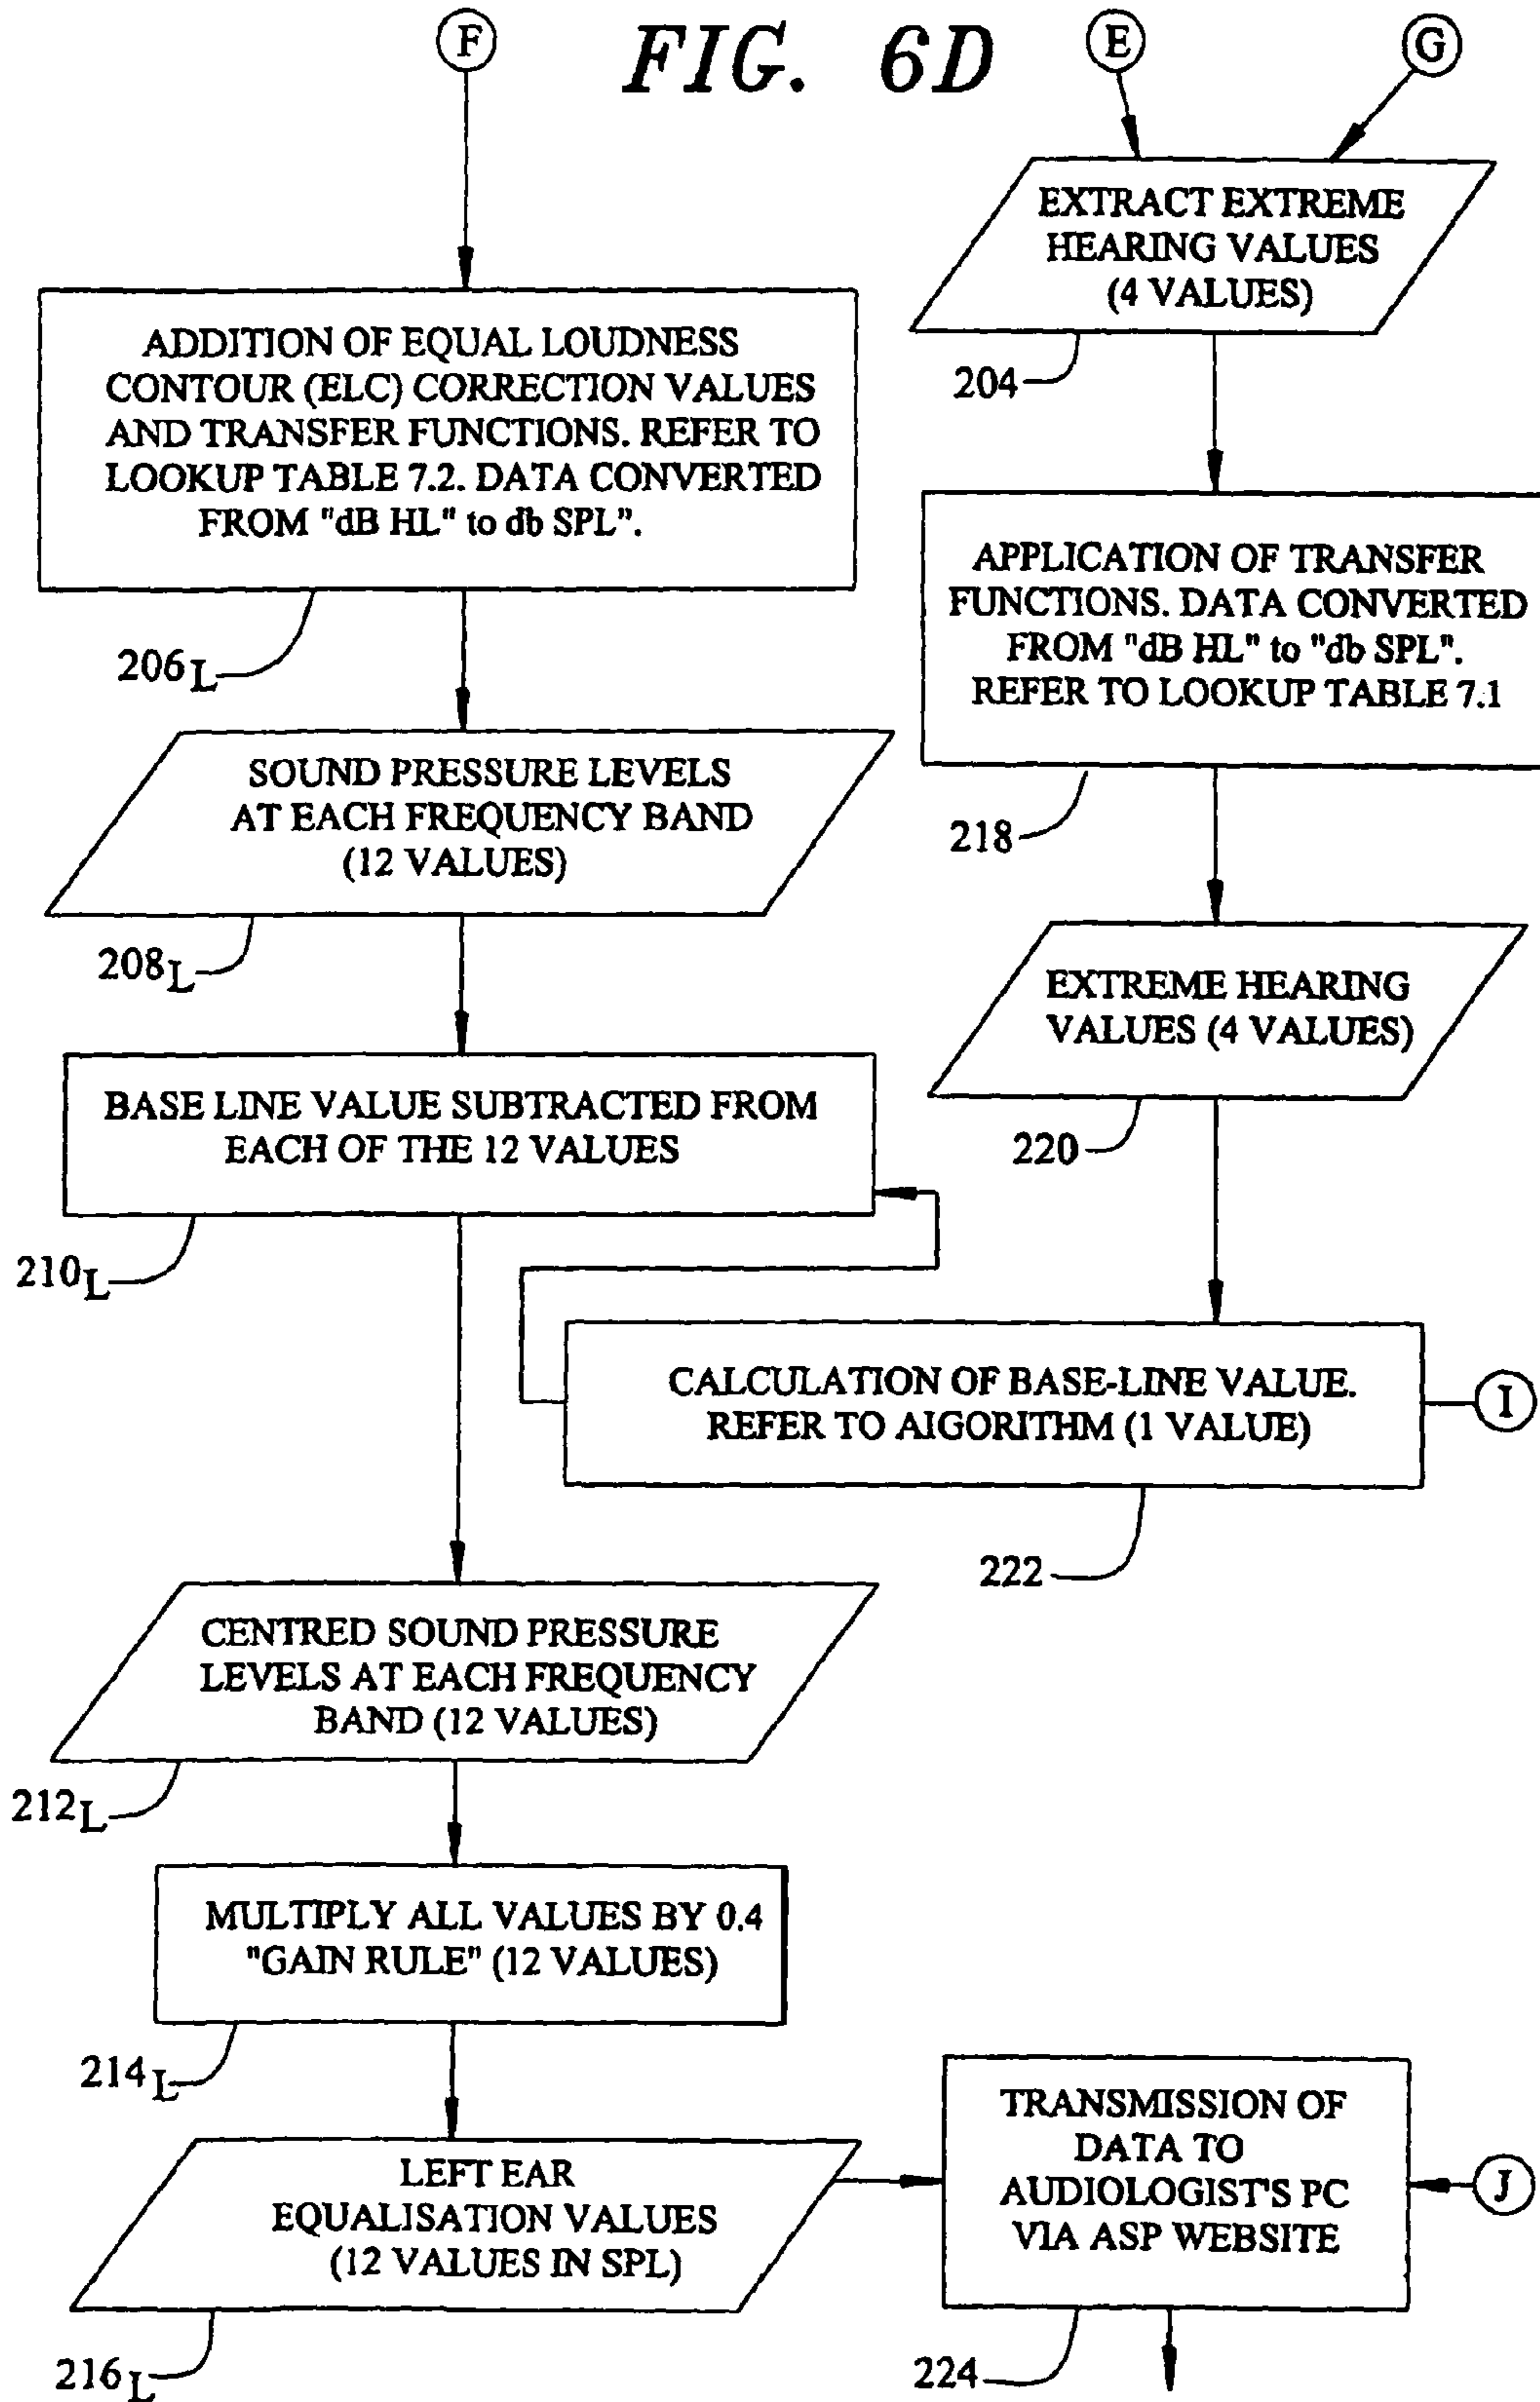 F
FIG. 6D
E
G
EXTRACT EXTREME
HEARING VALUES
(4 VALUES)
204
ADDITION OF EQUAL LOUDNESS
CONTOUR (ELC) CORRECTION VALUES
AND TRANSFER FUNCTIONS. REFER TO
LOOKUP TABLE 7.2. DATA CONVERTED
FROM "dB HL" to db SPL".
206L
APPLICATION OF TRANSFER
FUNCTIONS. DATA CONVERTED
FROM "dB HL" to "db SPL".
REFER TO LOOKUP TABLE 7.1
218
SOUND PRESSURE LEVELS
AT EACH FREQUENCY BAND
(12 VALUES)
208L
EXTREME HEARING
VALUES (4 VALUES)
220
BASE LINE VALUE SUBTRACTED FROM
EACH OF THE 12 VALUES
210L
CALCULATION OF BASE-LINE VALUE.
REFER TO AIGORITHM (1 VALUE)
I
222
CENTRED SOUND PRESSURE
LEVELS AT EACH FREQUENCY
BAND (12 VALUES)
212L
MULTIPLY ALL VALUES BY 0.4
"GAIN RULE" (12 VALUES)
214L
LEFT EAR
EQUALISATION VALUES
(12 VALUES IN SPL)
216L
TRANSMISSION OF
DATA TO
AUDIOLOGIST'S PC
VIA ASP WEBSITE
J
224